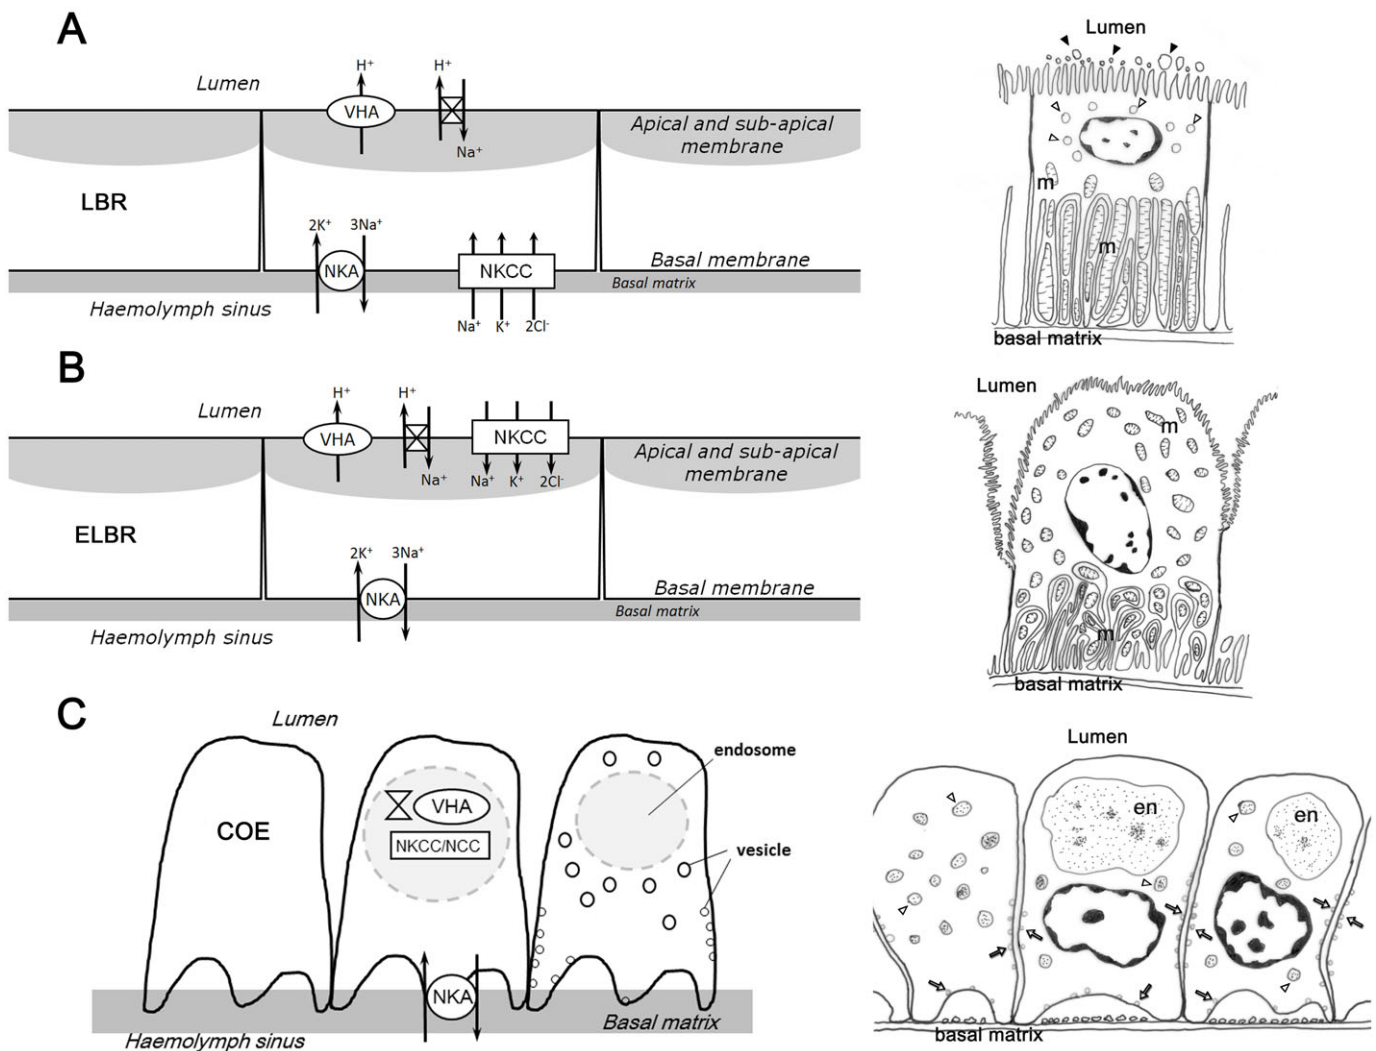 A
Lumen
H⁺
H⁺
VHA
Na⁺
Apical and sub-apical
membrane
LBR
2K⁺
3Na⁺
NKA
NKCC
Basal membrane
Basal matrix
Haemolymph sinus
Na⁺
K⁺
2Cl⁻
Lumen
m
m
basal matrix
B
Lumen
H⁺
H⁺
VHA
NKCC
Na⁺
Na⁺
K⁺
2Cl⁻
Apical and sub-apical
membrane
ELBR
2K⁺
3Na⁺
NKA
Basal membrane
Basal matrix
Haemolymph sinus
Lumen
m
m
basal matrix
C
Lumen
endosome
VHA
COE
NKCC/NCC
vesicle
NKA
Basal matrix
Haemolymph sinus
Lumen
en
en
basal matrix